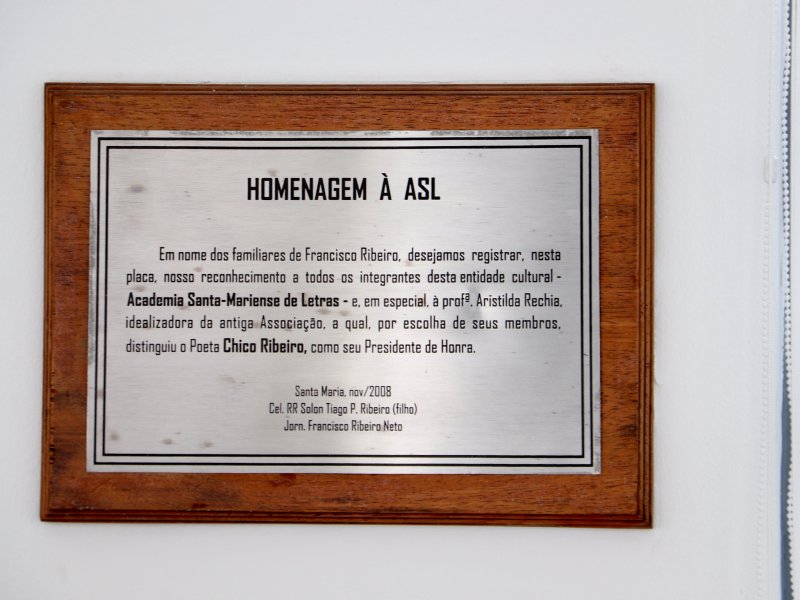 HOMENAGEM À ASL
Em nome dos familiares de Francisco Ribeiro, desejamos registrar, nesta
placa, nosso reconhecimento a todos os integrantes desta entidade cultural -
Academia Santa-Mariense de Letras - e, em especial, à profª. Aristilda Rechia,
idealizadora da antiga Associação, a qual, por escolha de seus membros,
distinguiu o Poeta Chico Ribeiro, como seu Presidente de Honra.
Santa Maria, nov/2008
Cel. RR Solon Tiago P. Ribeiro (filho)
Jorn. Francisco Ribeiro Neto